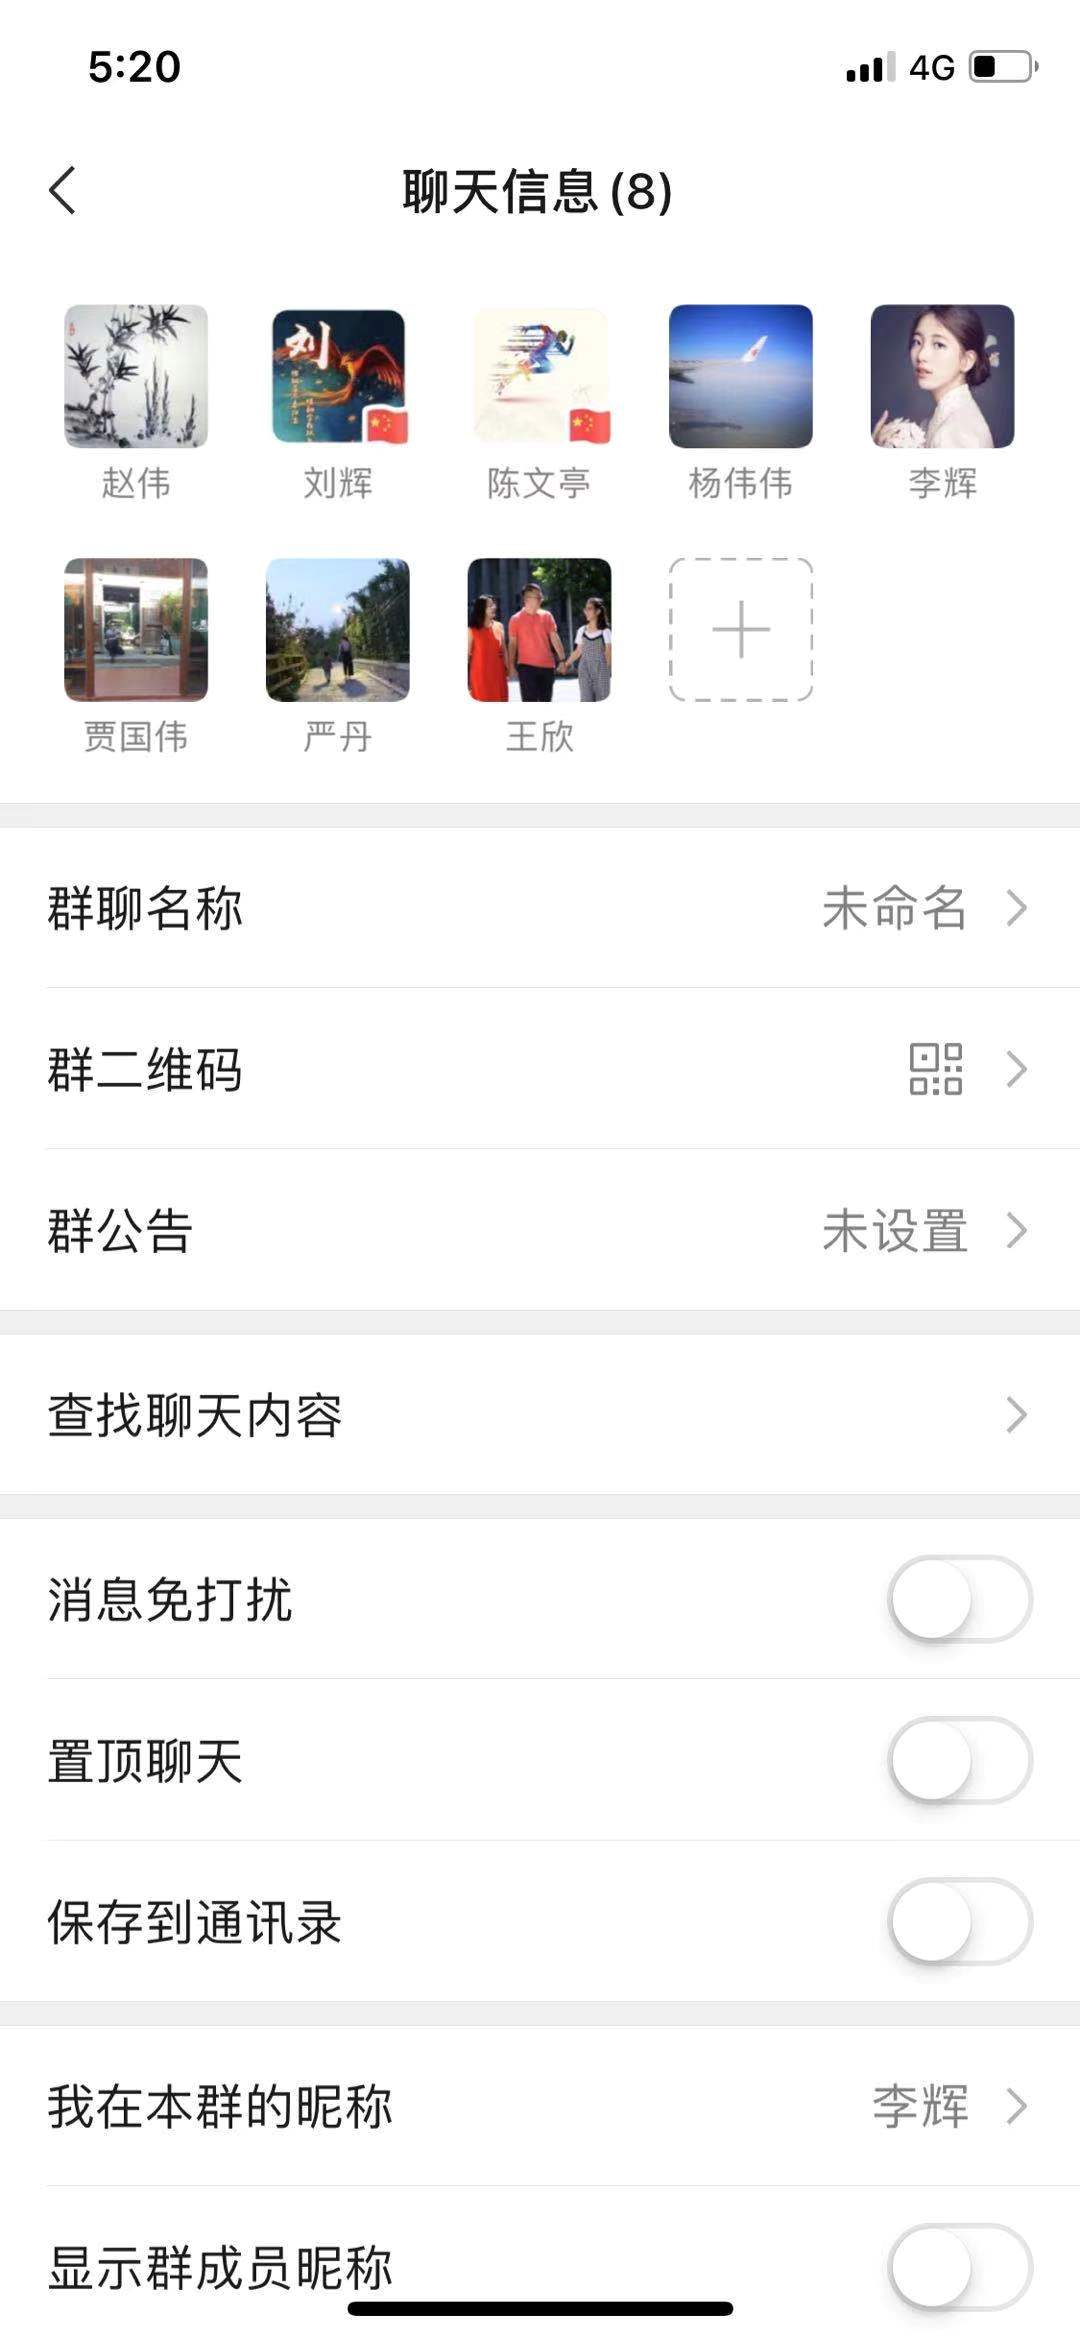 5:20
4G
聊天信息(8)
刘
赵伟
刘辉
陈文亭
杨伟伟
李辉
贾国伟
严丹
王欣
群聊名称
未命名
群二维码
群公告
未设置
查找聊天内容
消息免打扰
置顶聊天
保存到通讯录
我在本群的昵称
李辉
显示群成员昵称